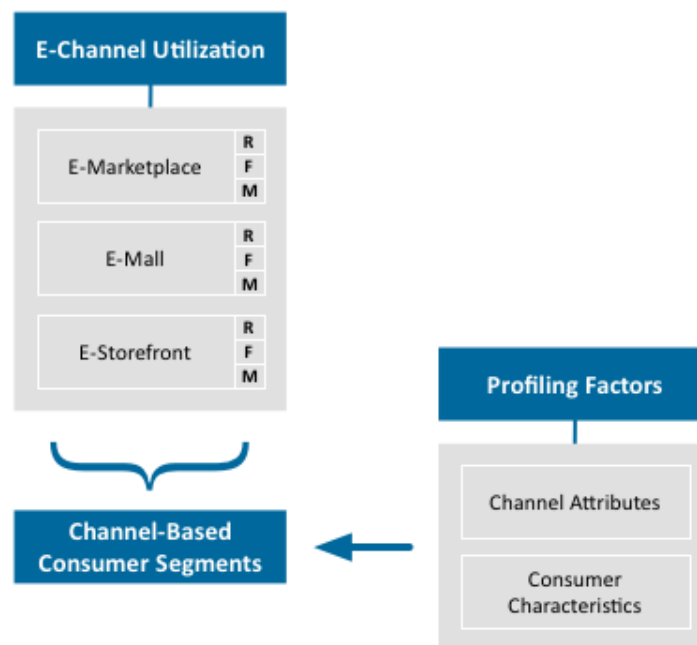 E-Channel Utilization
E-Marketplace
R
F
M
E-Mall
R
F
M
E-Storefront
R
F
M
Channel-Based
Consumer Segments
Profiling Factors
Channel Attributes
Consumer
Characteristics